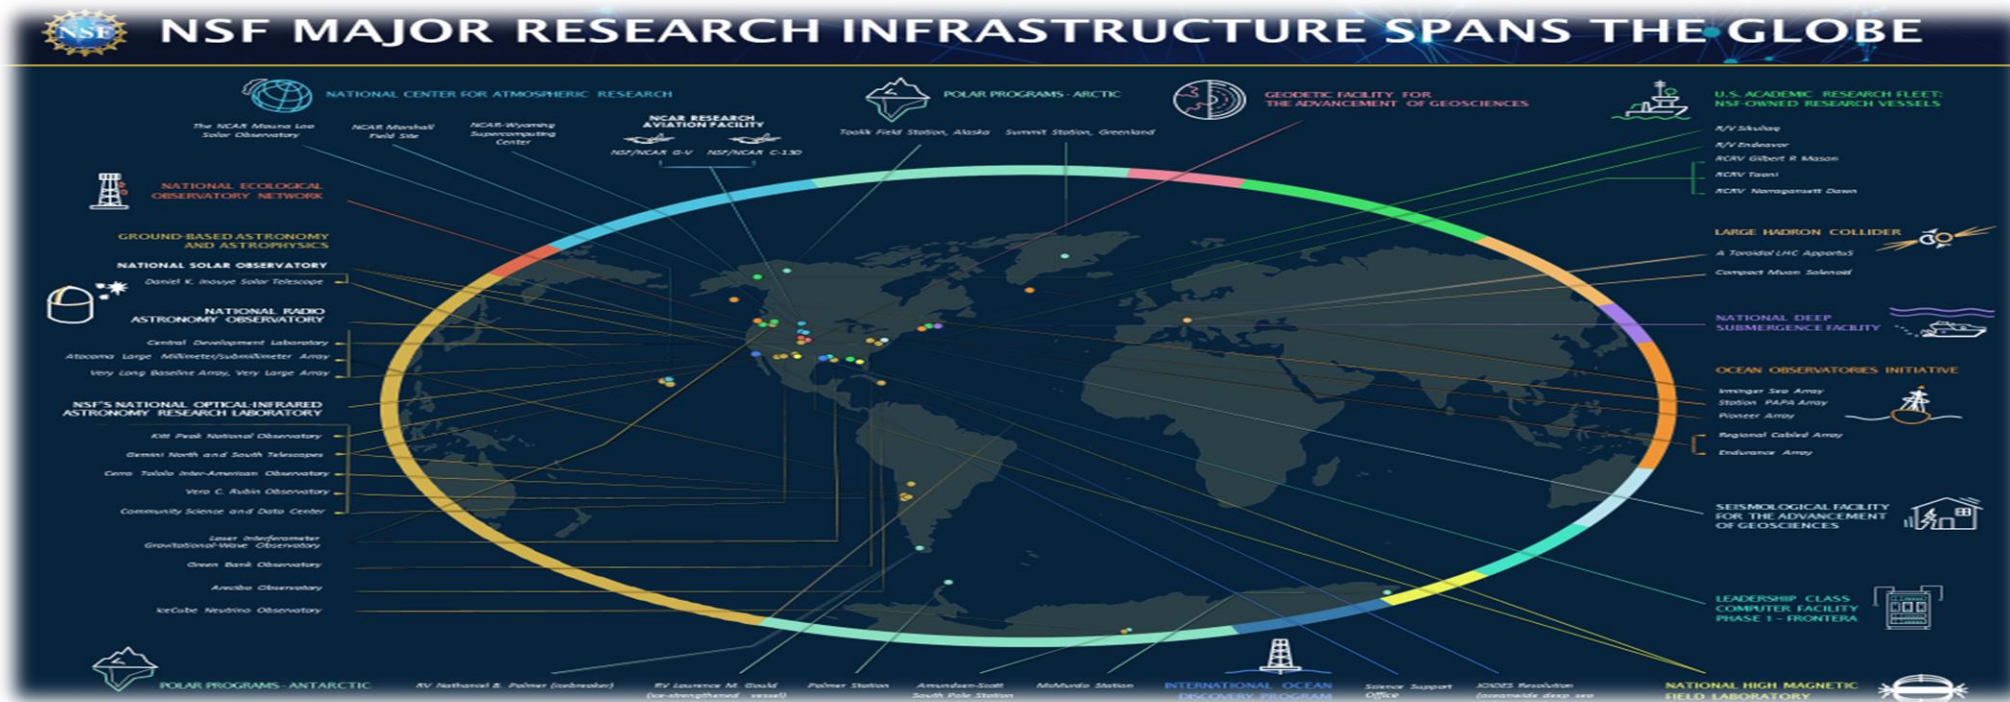 NSF
NSF MAJOR RESEARCH INFRASTRUCTURE SPANS THE GLOBE
NATIONAL CENTER FOR ATMOSPHERIC RESEARCH
The NCAR Mauna Loa
Solar Observatory
NCAR Marshall
Field Site
NCAR-Wyoming
Supercomputing
Center
NCAR RESEARCH
AVIATION FACILITY
NSF/NCAR G-V
NSF/NCAR C-130
POLAR PROGRAMS - ARCTIC
Toolik Field Station, Alaska
Summit Station, Greenland
GEODETIC FACILITY FOR
THE ADVANCEMENT OF GEOSCIENCES
U.S. ACADEMIC RESEARCH FLEET:
NSF-OWNED RESEARCH VESSELS
R/V Sikuliaq
R/V Endeavor
RCRV Gilbert R. Mason
RCRV Taani
RCRV Narragansett Dawn
NATIONAL ECOLOGICAL
OBSERVATORY NETWORK
GROUND-BASED ASTRONOMY
AND ASTROPHYSICS
NATIONAL SOLAR OBSERVATORY
Daniel K. Inouye Solar Telescope
NATIONAL RADIO
ASTRONOMY OBSERVATORY
Central Development Laboratory
Atacama Large Millimeter/submillimeter Array
Very Long Baseline Array, Very Large Array
NSF'S NATIONAL OPTICAL-INFRARED
ASTRONOMY RESEARCH LABORATORY
Kitt Peak National Observatory
Gemini North and South Telescopes
Cerro Tololo Inter-American Observatory
Vera C. Rubin Observatory
Community Science and Data Center
Laser Interferometer
Gravitational-Wave Observatory
Green Bank Observatory
Arecibo Observatory
IceCube Neutrino Observatory
LARGE HADRON COLLIDER
A Toroidal LHC ApparatuS
Compact Muon Solenoid
NATIONAL DEEP
SUBMERGENCE FACILITY
OCEAN OBSERVATORIES INITIATIVE
Irminger Sea Array
Station PAPA Array
Pioneer Array
Regional Cabled Array
Endurance Array
SEISMOLOGICAL FACILITY
FOR THE ADVANCEMENT
OF GEOSCIENCES
LEADERSHIP CLASS
COMPUTER FACILITY
PHASE 1 - FRONTERA
POLAR PROGRAMS - ANTARCTIC
RV Nathaniel B. Palmer (icebreaker)
RV Laurence M. Gould
(ice-strengthened vessel)
Palmer Station
Amundsen-Scott
South Pole Station
McMurdo Station
INTERNATIONAL OCEAN
DISCOVERY PROGRAM
Science Support
Office
JOIDES Resolution
(oceanwide deep sea
NATIONAL HIGH MAGNETIC
FIELD LABORATORY